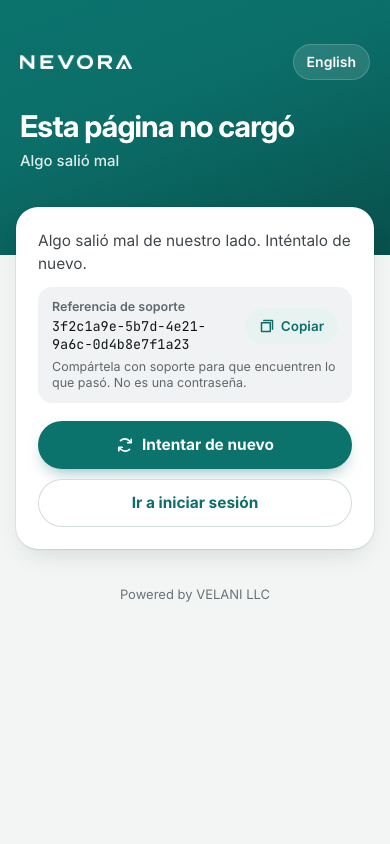 NEVORA
English
Esta página no cargó
Algo salió mal
Algo salió mal de nuestro lado. Inténtalo de
nuevo.
Referencia de soporte
3f2c1a9e-5b7d-4e21-
9a6c-0d4b8e7f1a23
Copiar
Compártela con soporte para que encuentren lo
que pasó. No es una contraseña.
Intentar de nuevo
Ir a iniciar sesión
Powered by VELANI LLC